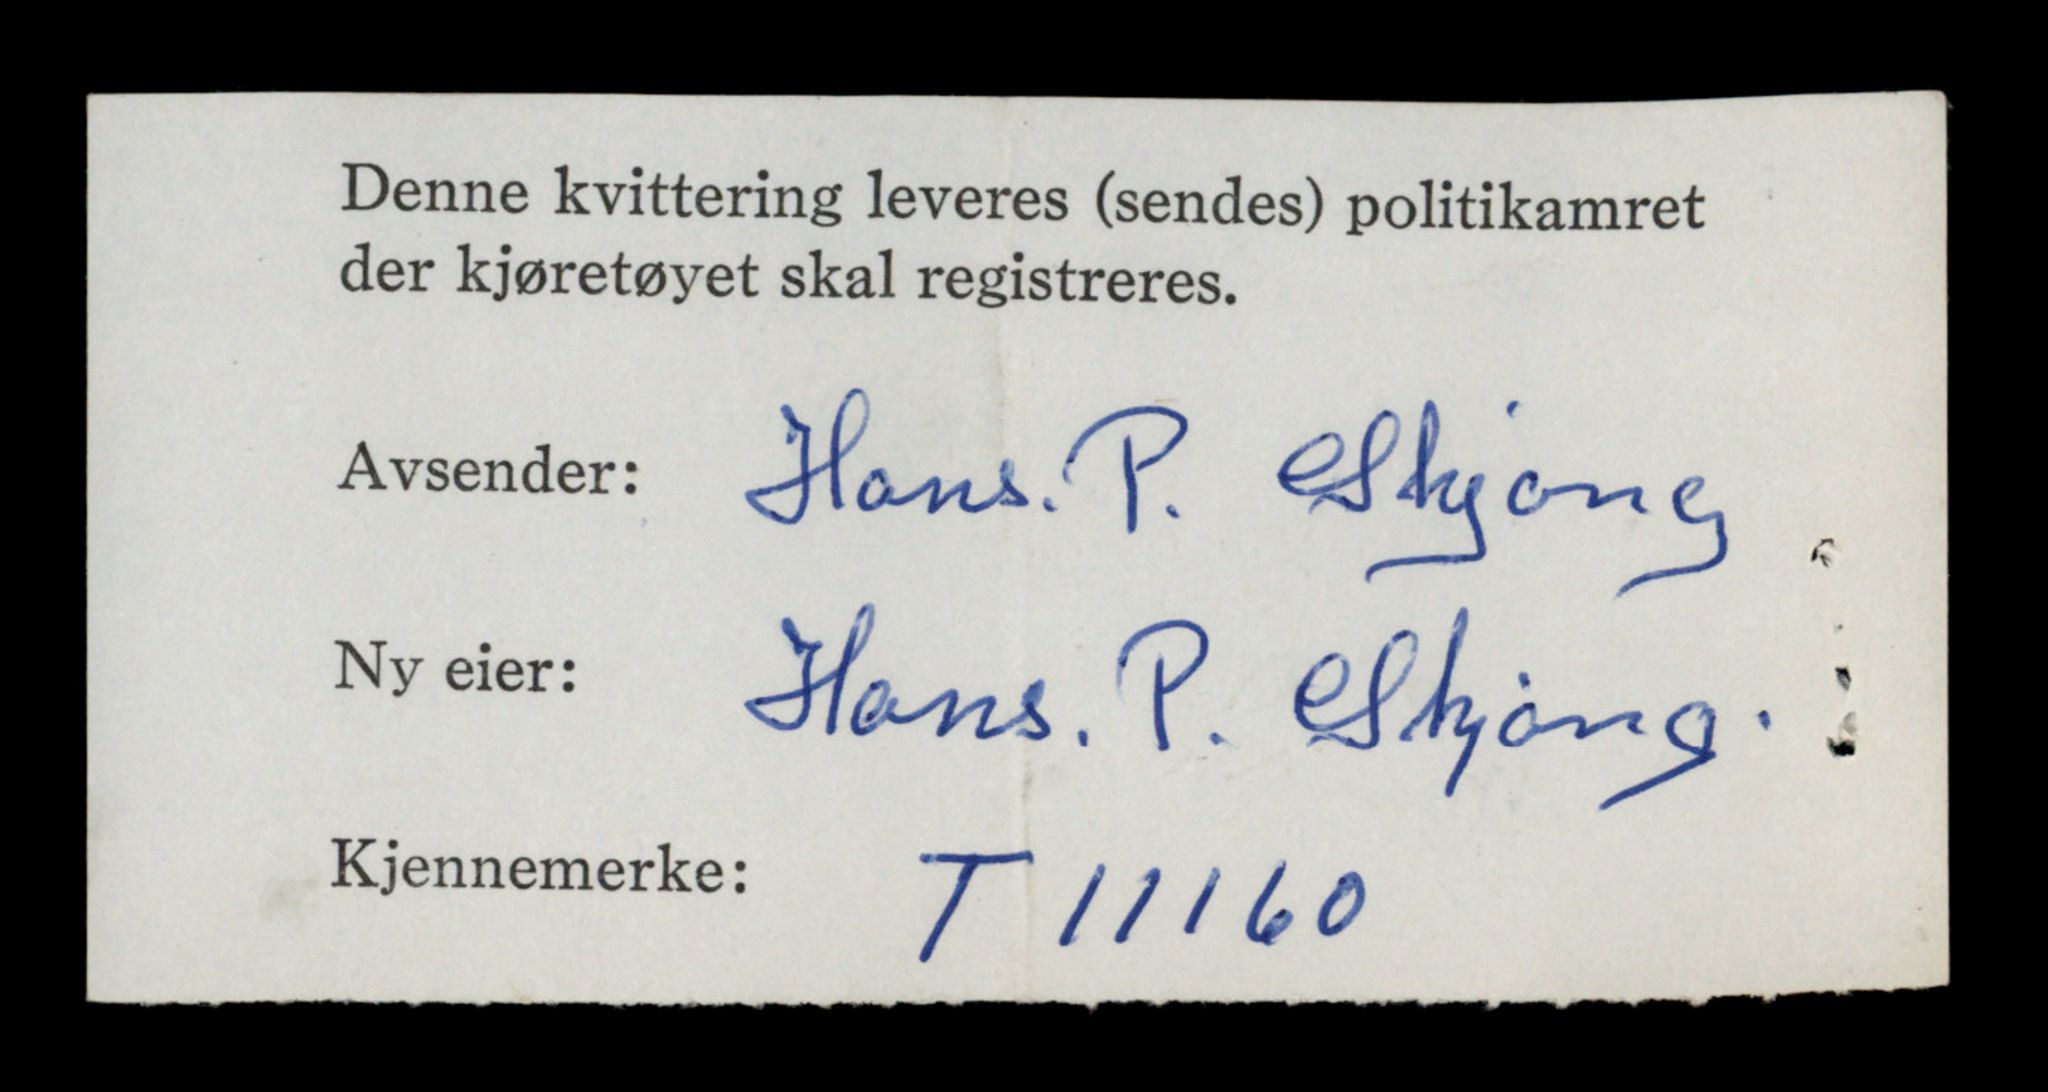 Denne kvittering leveres (sendes) politikamret
der kjøretøyet skal registreres.
Avsender: Hans. P. Skjong
Ny eier: Hans. P. Skjong.
Kjennemerke: T 11160